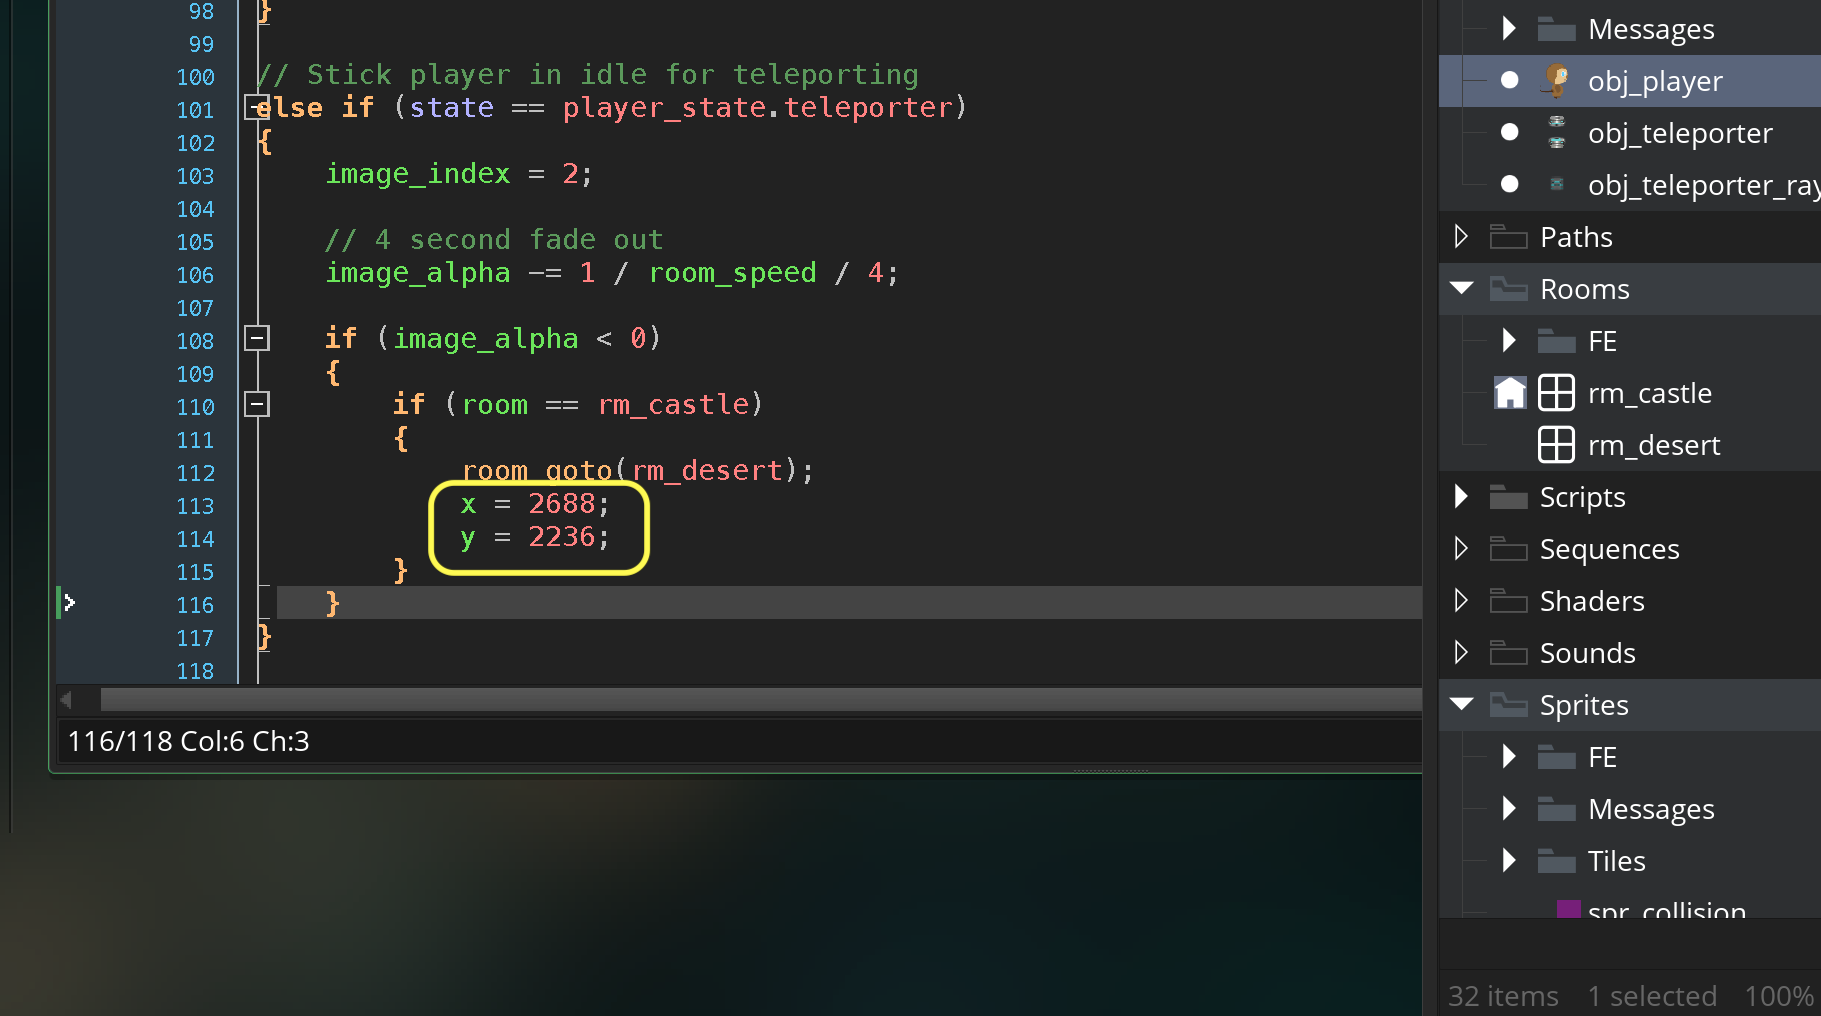 98 }
99
100 // Stick player in idle for teleporting
101 else if (state == player_state.teleporter)
102 {
103 image_index = 2;
104
105 // 4 second fade out
106 image_alpha -= 1 / room_speed / 4;
107
108 if (image_alpha < 0)
109 {
110 if (room == rm_castle)
111 {
112 room_goto(rm_desert);
113 x = 2688;
114 y = 2236;
115 }
116 }
117 }
118
116/118 Col:6 Ch:3
Messages
obj_player
obj_teleporter
obj_teleporter_ray
Paths
Rooms
FE
rm_castle
rm_desert
Scripts
Sequences
Shaders
Sounds
Sprites
FE
Messages
Tiles
spr_collision
32 items 1 selected 100%